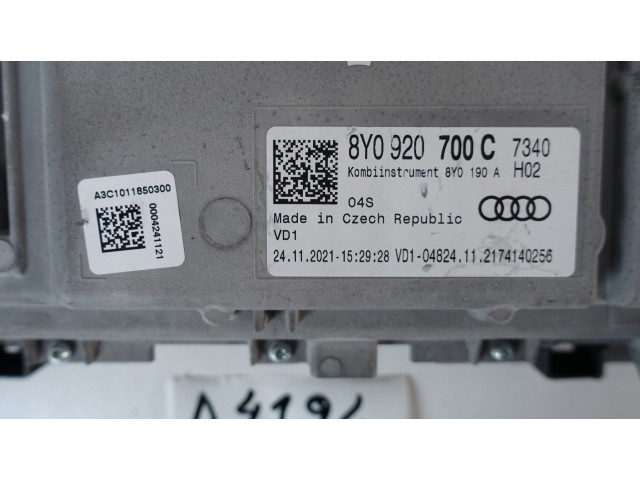 A3C1011850300
0004241121
8Y0 920 700 C 7340
Kombiinstrument 8Y0 190 A H02
04S
Made in Czech Republic
VD1
24.11.2021-15:29:28 VD1-04824.11.2174140256